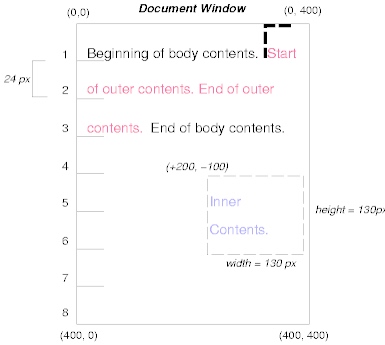 Document Window
(0,0) (0, 400)
1 Beginning of body contents. Start
24 px
2 of outer contents. End of outer
3 contents. End of body contents.
4 (+200, −100)
5 Inner
height = 130px
6 Contents.
width = 130 px
7
8
(400, 0) (400, 400)